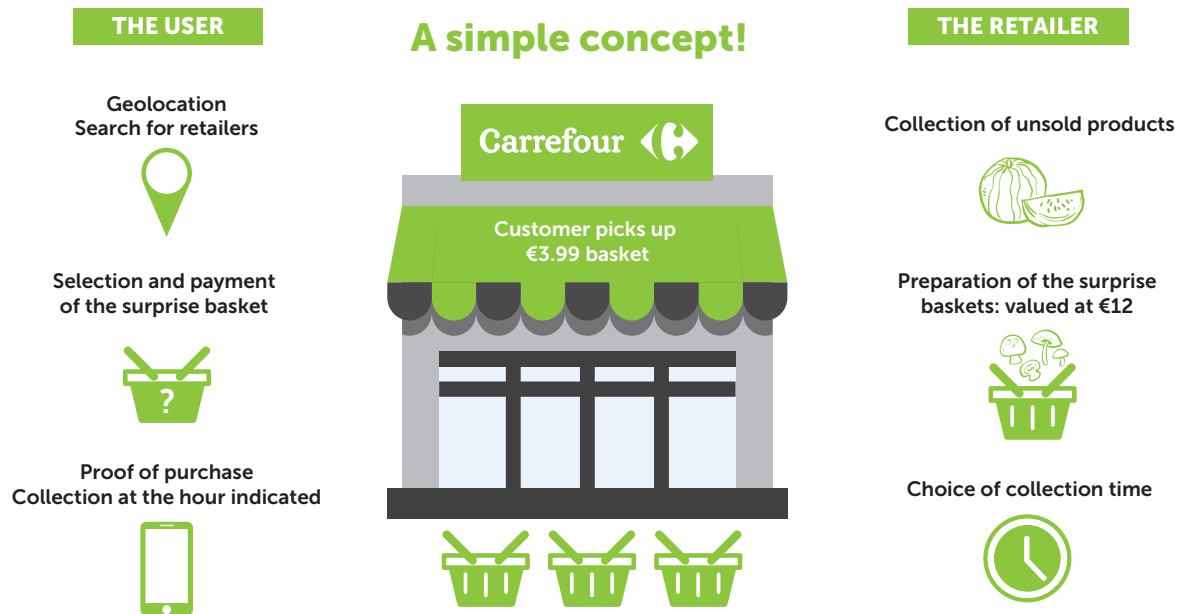 THE USER
Geolocation
Search for retailers
Selection and payment
of the surprise basket
?
Proof of purchase
Collection at the hour indicated
A simple concept!
Carrefour
Customer picks up
€3.99 basket
THE RETAILER
Collection of unsold products
Preparation of the surprise
baskets: valued at €12
Choice of collection time